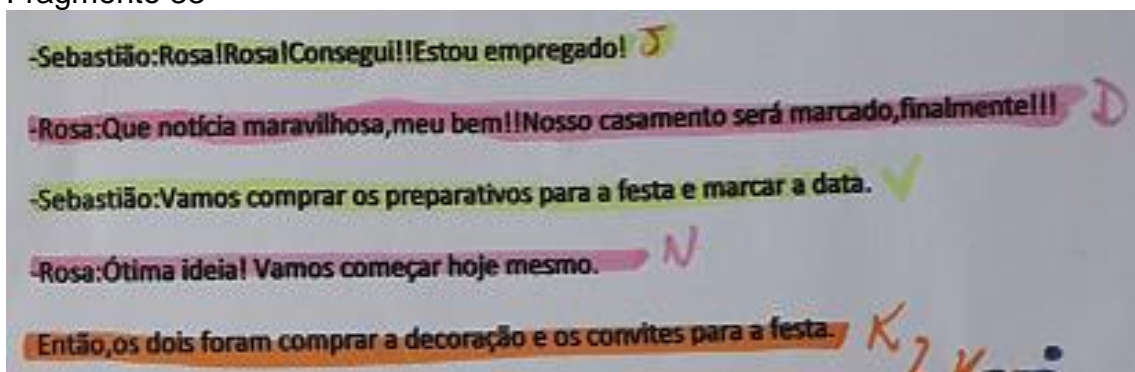 -Sebastião:Rosa!Rosa!Consegui!!Estou empregado! J
-Rosa:Que notícia maravilhosa,meu bem!!Nosso casamento será marcado,finalmente!!! D
-Sebastião:Vamos comprar os preparativos para a festa e marcar a data. V
-Rosa:Ótima ideia! Vamos começar hoje mesmo. N
Então,os dois foram comprar a decoração e os convites para a festa. K